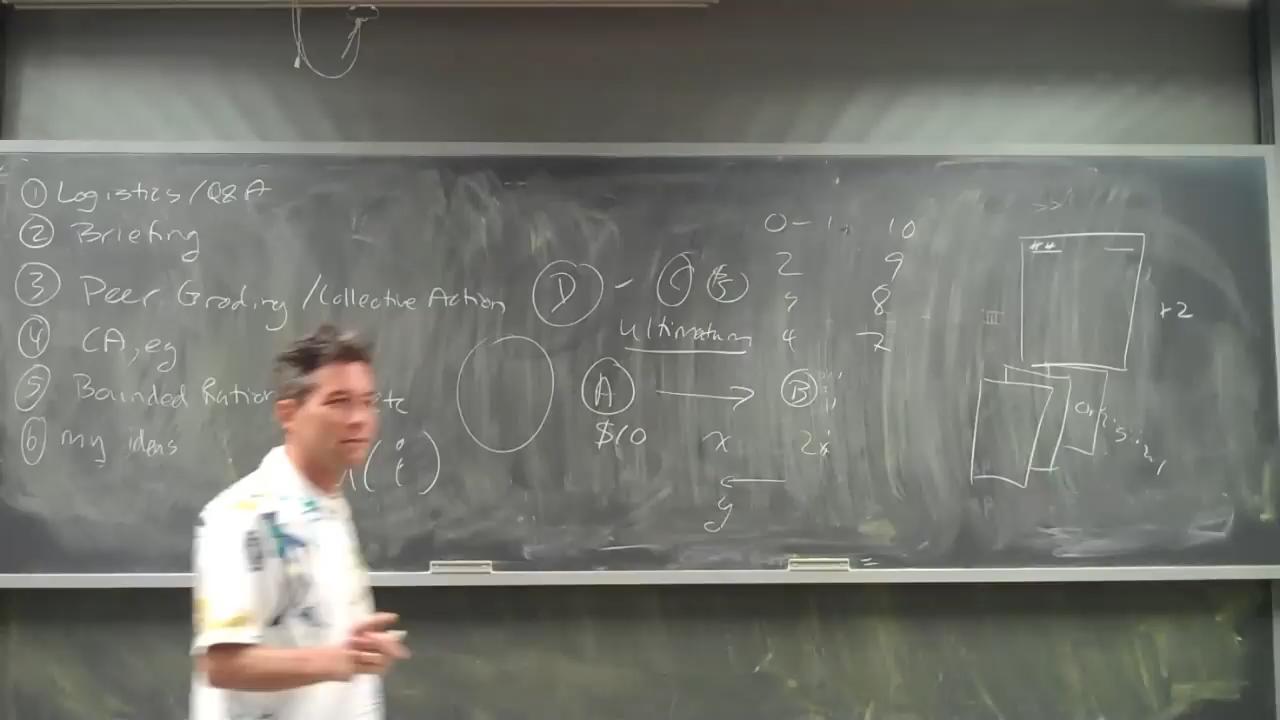 ① Logistics / Q&A
② Briefing
③ Peer Grading / Collective Action
④ CA, eg
⑤ Bounded Ration
⑥ my ideas
D - C
ultimatum
A → B
$10 x 2x
y
0 - 1 10
2 9
8
4 7
+2